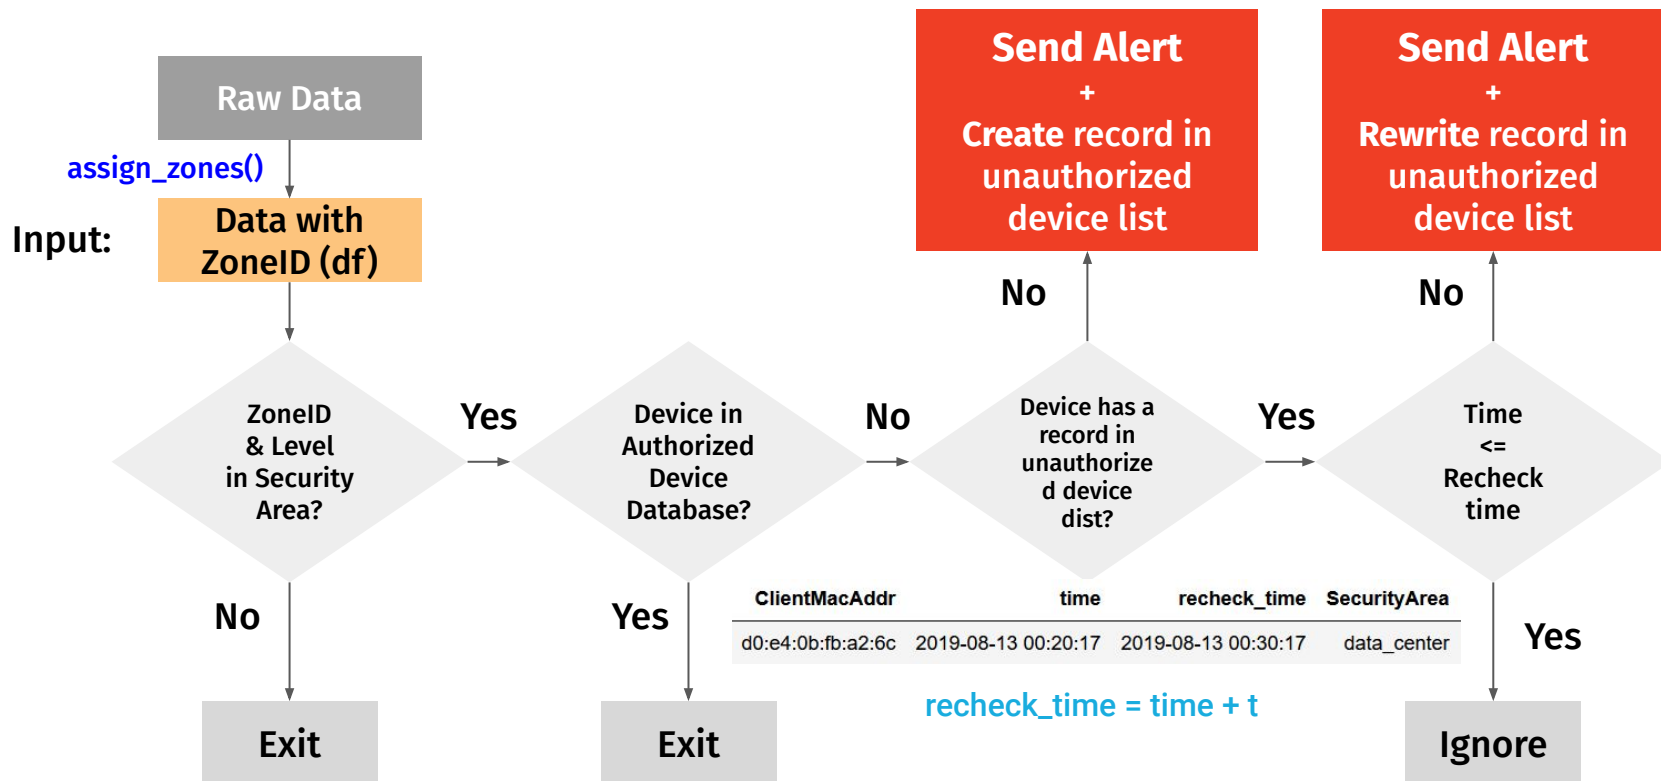 Raw Data
assign_zones()
Input:
Data with
ZoneID (df)
Send Alert
+
Create record in
unauthorized
device list
Send Alert
+
Rewrite record in
unauthorized
device list
No
No
ZoneID
& Level
in Security
Area?
Yes
Device in
Authorized
Device
Database?
No
Device has a
record in
unauthorize
d device
dist?
Yes
Time
<=
Recheck
time
No
Yes
ClientMacAddr time recheck_time SecurityArea
d0:e4:0b:fb:a2:6c 2019-08-13 00:20:17 2019-08-13 00:30:17 data_center
Yes
recheck_time = time + t
Exit
Exit
Ignore